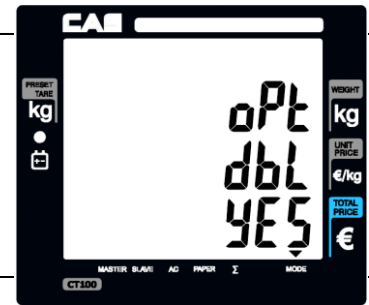 CAS
PRESET
TARE
kg
WEIGHT
kg
oPt
UNIT
PRICE
€/kg
dbL
TOTAL
PRICE
€
YES
MASTER SLAVE AC PAPER Σ MODE
CT100